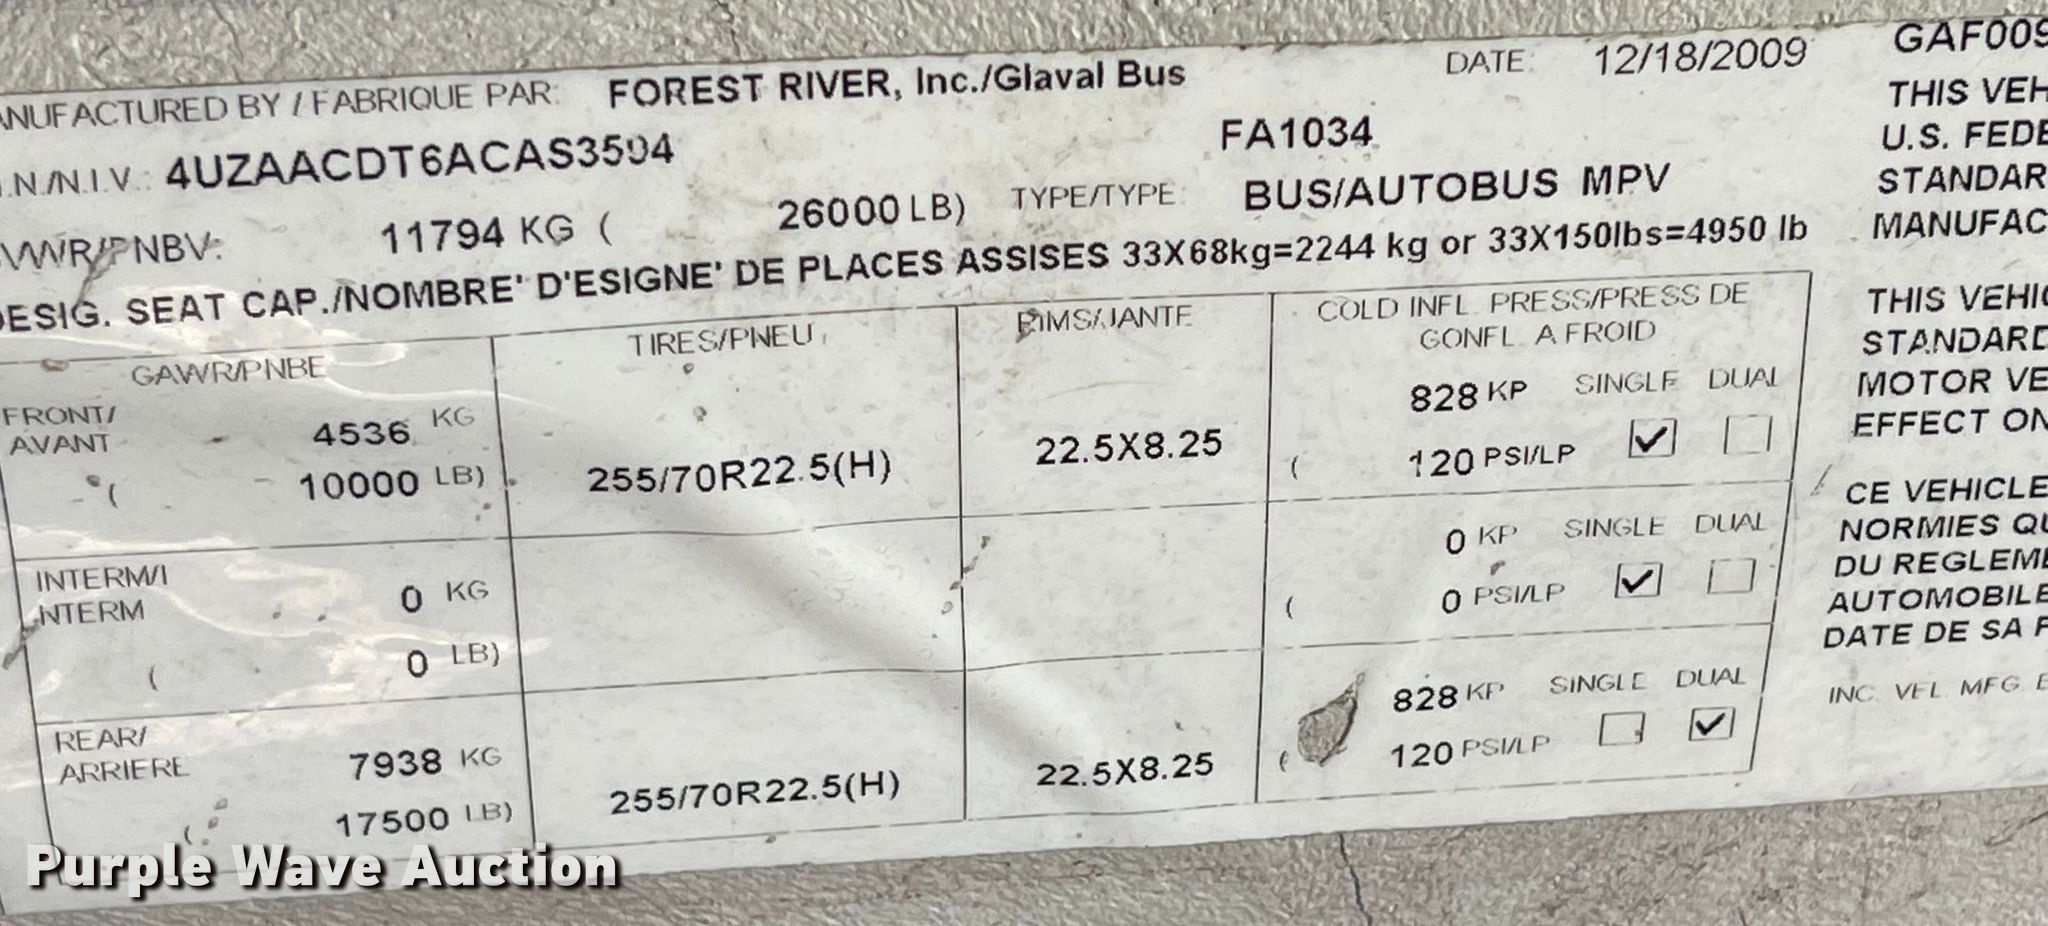 ANUFACTURED BY / FABRIQUE PAR: FOREST RIVER, Inc./Glaval Bus DATE: 12/18/2009
.N./N.I.V.: 4UZAACDT6ACAS3594 FA1034
VWR/PNBV: 11794 KG ( 26000 LB) TYPE/TYPE: BUS/AUTOBUS MPV
DESIG. SEAT CAP./NOMBRE' D'ESIGNE' DE PLACES ASSISES 33X68kg=2244 kg or 33X150lbs=4950 lb
GAWR/PNBE TIRES/PNEU RIMS/JANTE COLD INFL. PRESS/PRESS DE
GONFL. A FROID
FRONT/
AVANT 4536 KG 255/70R22.5(H) 22.5X8.25 828 KP SINGLE DUAL
( 10000 LB) ( 120 PSI/LP
INTERM/I
NTERM 0 KG 0 KP SINGLE DUAL
( 0 LB) ( 0 PSI/LP
REAR/
ARRIERE 7938 KG 255/70R22.5(H) 22.5X8.25 828 KP SINGLE DUAL
( 17500 LB) ( 120 PSI/LP
GAF009
THIS VEH
U.S. FEDE
STANDAR
MANUFAC
THIS VEHIC
STANDARD
MOTOR VE
EFFECT ON
CE VEHICLE
NORMIES QU
DU REGLEME
AUTOMOBILE
DATE DE SA F
INC. VEL. MFG B
Purple Wave Auction